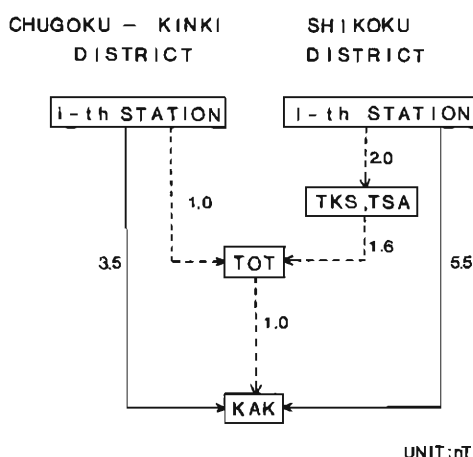 CHUGOKU - KINKI
DISTRICT
SHIKOKU
DISTRICT
i-th STATION
I-th STATION
2.0
1.0
TKS,TSA
3.5
TOT
1.6
5.5
1.0
KAK
UNIT:nT